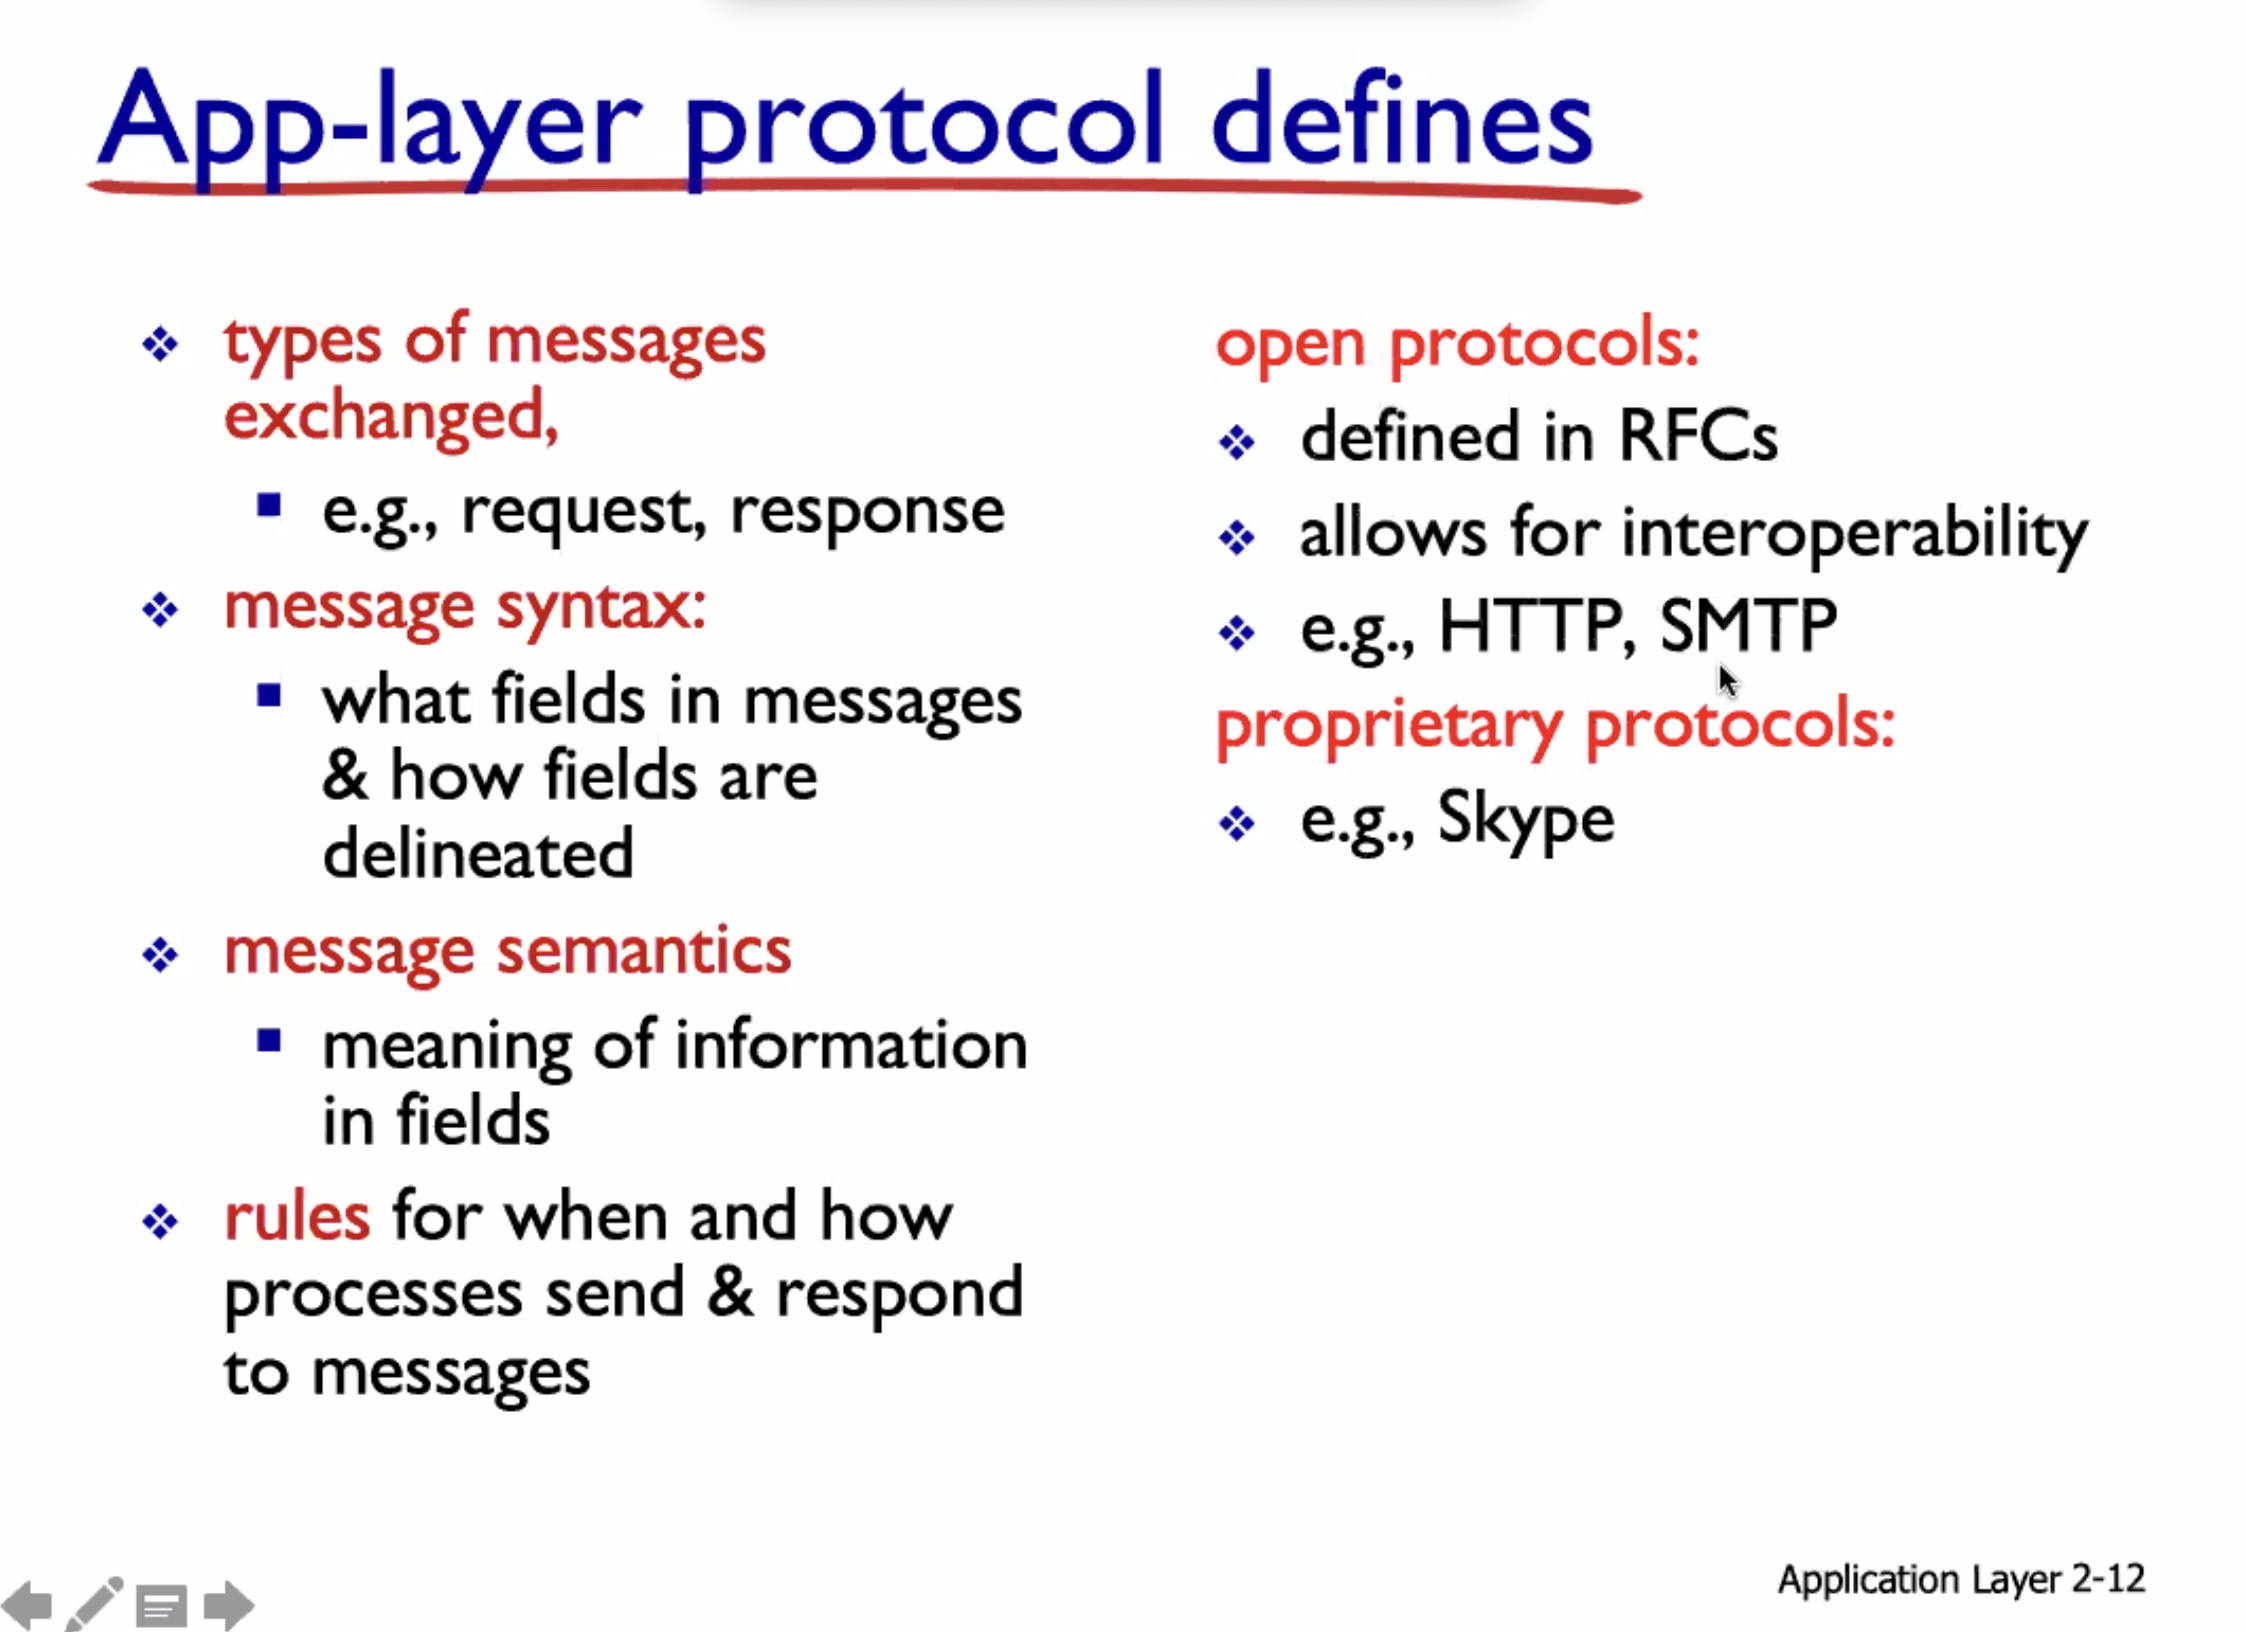 App-layer protocol defines
types of messages
exchanged,
e.g., request, response
message syntax:
what fields in messages
& how fields are
delineated
message semantics
meaning of information
in fields
rules for when and how
processes send & respond
to messages
open protocols:
defined in RFCs
allows for interoperability
e.g., HTTP, SMTP
proprietary protocols:
e.g., Skype
Application Layer 2-12